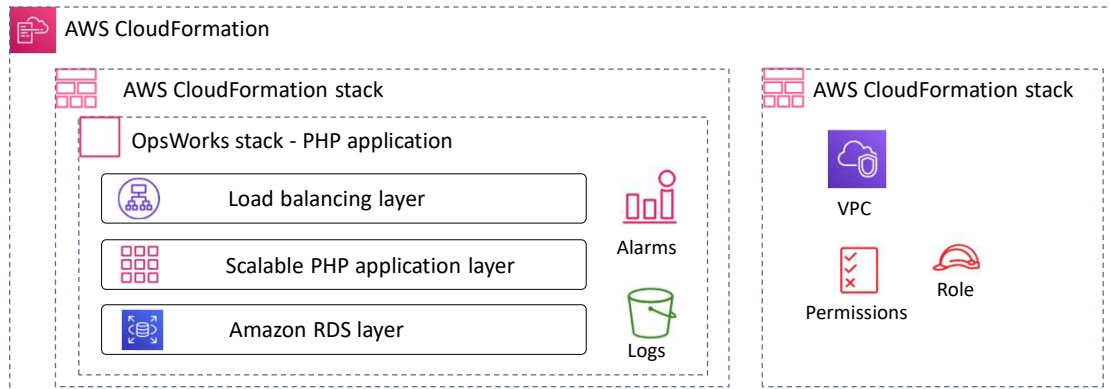 AWS CloudFormation
AWS CloudFormation stack
OpsWorks stack - PHP application
Load balancing layer
Scalable PHP application layer
Amazon RDS layer
Alarms
Logs
AWS CloudFormation stack
VPC
Permissions
Role